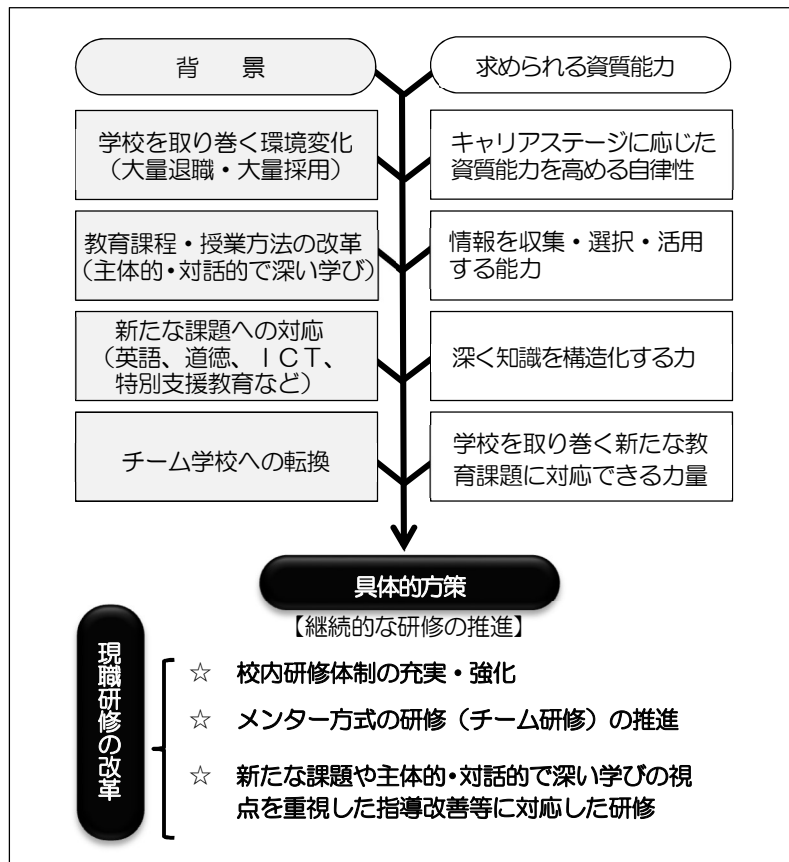 背　景
求められる資質能力
学校を取り巻く環境変化
（大量退職・大量採用）
キャリアステージに応じた
資質能力を高める自律性
教育課程・授業方法の改革
（主体的・対話的で深い学び）
情報を収集・選択・活用
する能力
新たな課題への対応
（英語、道徳、ＩＣＴ、
特別支援教育など）
深く知識を構造化する力
チーム学校への転換
学校を取り巻く新たな教
育課題に対応できる力量
具体的方策
【継続的な研修の推進】
現職研修の改革
☆　校内研修体制の充実・強化
☆　メンター方式の研修（チーム研修）の推進
☆　新たな課題や主体的・対話的で深い学びの視
点を重視した指導改善等に対応した研修